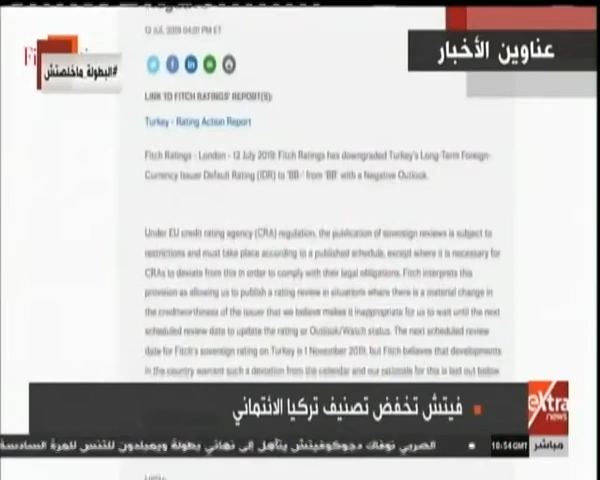 12 JUL, 2019 04:01 PM ET
عناوين الأخبار
#البطولة_ماخلصتش
LINK TO FITCH RATINGS' REPORT(S):
Turkey - Rating Action Report
Fitch Ratings - London - 12 July 2019: Fitch Ratings has downgraded Turkey's Long-Term Foreign-
Currency Issuer Default Rating (IDR) to 'BB-' from 'BB' with a Negative Outlook.
Under EU credit rating agency (CRA) regulation, the publication of sovereign reviews is subject to
restrictions and must take place according to a published schedule, except where it is necessary for
CRAs to deviate from this in order to comply with their legal obligations. Fitch interprets this
provision as allowing us to publish a rating review in situations where there is a material change in
the creditworthiness of the issuer that we believe makes it inappropriate for us to wait until the next
scheduled review date to update the rating or Outlook/Watch status. The next scheduled review
date for Fitch's sovereign rating on Turkey is 1 November 2019, but Fitch believes that developments
in the country warrant such a deviation from the calendar and our rationale for this is laid out below.
فيتش تخفض تصنيف تركيا الائتماني
eXtra
news
مباشر
10:54 GMT
الصربي نوفاك دجوكوفيتش يتأهل إلى نهائي بطولة ويمبلدون للتنس للمرة السادسة